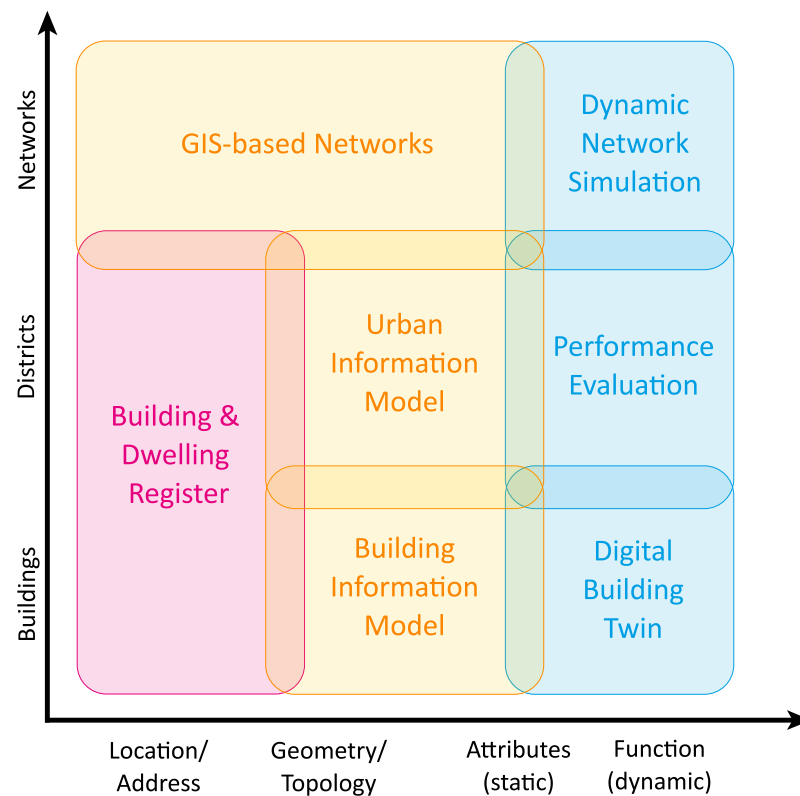 Networks
Districts
Buildings
GIS-based Networks
Dynamic
Network
Simulation
Urban
Information
Model
Performance
Evaluation
Building &
Dwelling
Register
Building
Information
Model
Digital
Building
Twin
Location/
Address
Geometry/
Topology
Attributes
(static)
Function
(dynamic)